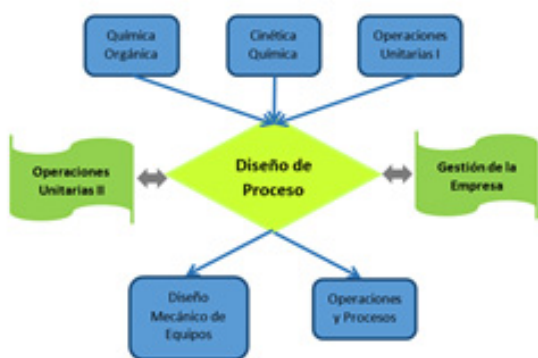 Química
Orgánica
Cinética
Química
Operaciones
Unitarias I
Operaciones
Unitarias II
Diseño de
Proceso
Gestión de la
Empresa
Diseño
Mecánico de
Equipos
Operaciones
y Procesos